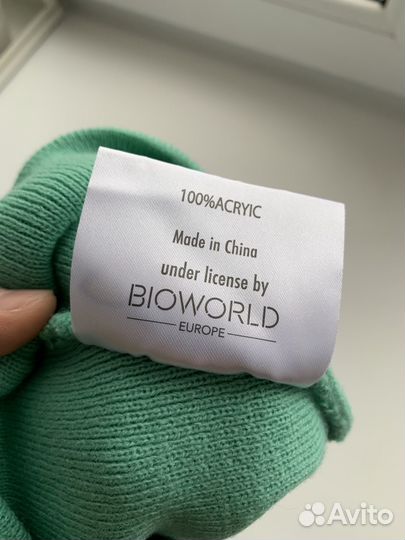 100%ACRYIC
Made in China
under license by
BIOWORLD
EUROPE
Avito